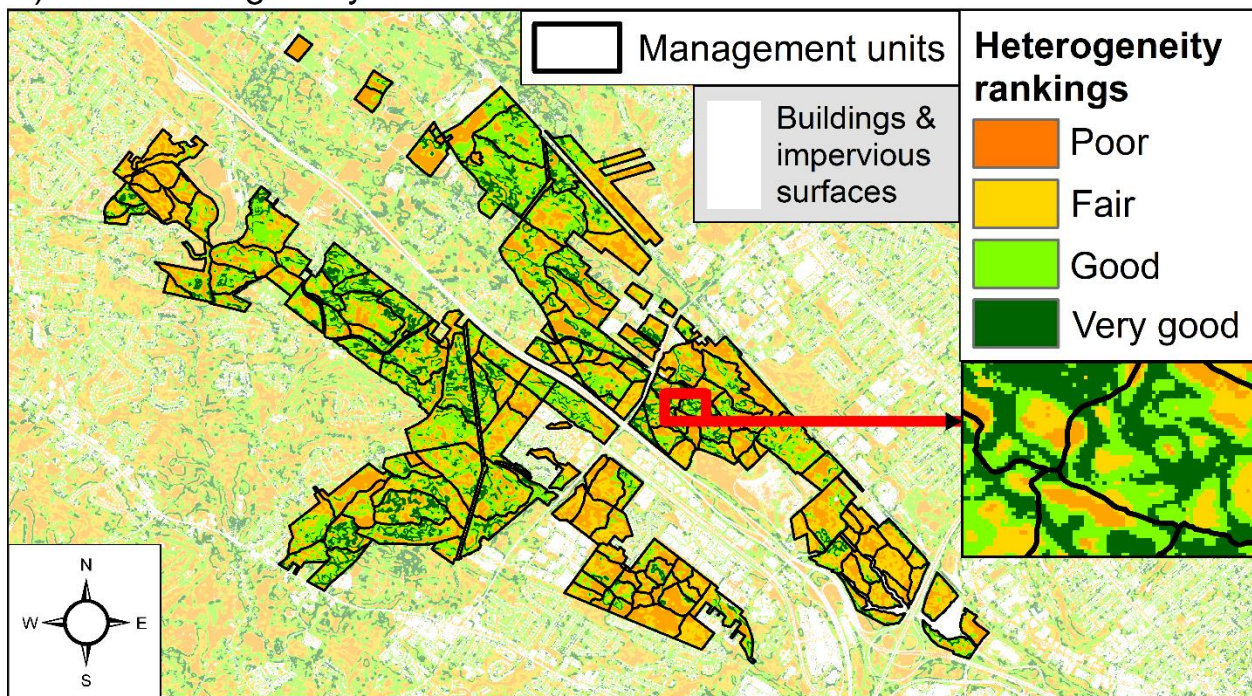 Management units
Buildings &
impervious
surfaces
Heterogeneity
rankings
Poor
Fair
Good
Very good
N
W
E
S